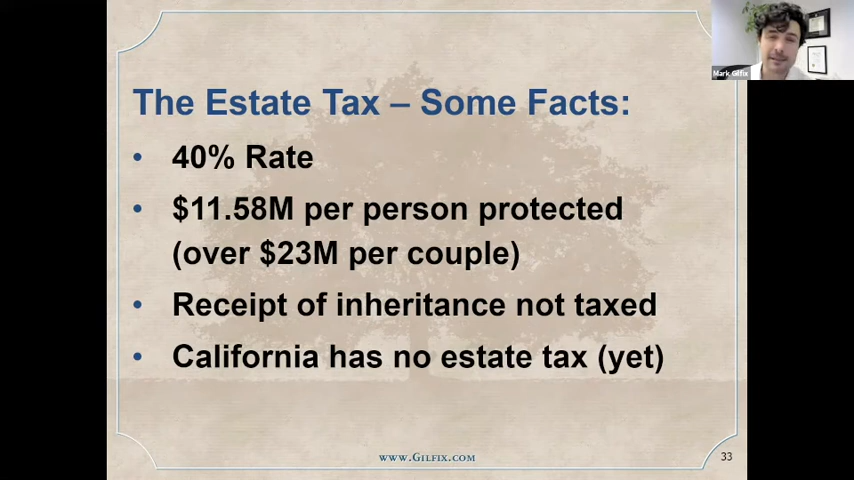 Mark Gilfix
The Estate Tax – Some Facts:
• 40% Rate
• $11.58M per person protected
(over $23M per couple)
• Receipt of inheritance not taxed
• California has no estate tax (yet)
www.Gilfix.com
33